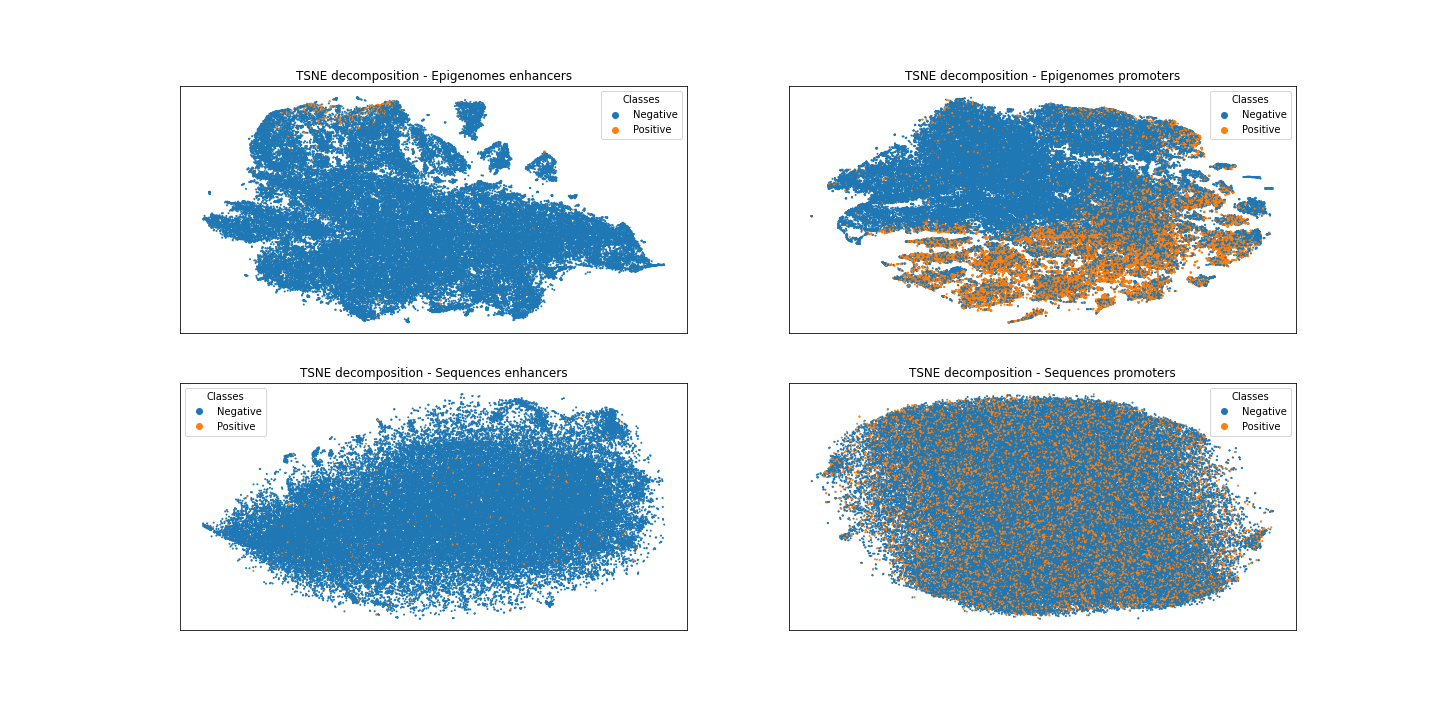 TSNE decomposition - Epigenomes enhancers
Classes
Negative
Positive
TSNE decomposition - Epigenomes promoters
Classes
Negative
Positive
TSNE decomposition - Sequences enhancers
Classes
Negative
Positive
TSNE decomposition - Sequences promoters
Classes
Negative
Positive